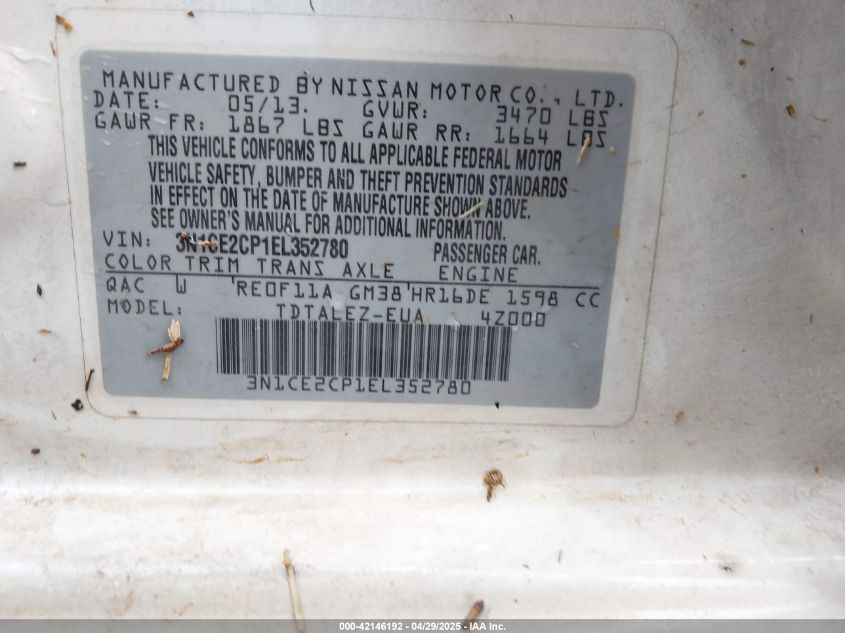 MANUFACTURED BY NISSAN MOTOR CO., LTD.
DATE: 05/13. GVWR: 3470 LBS
GAWR FR: 1867 LBS GAWR RR: 1664 LBS
THIS VEHICLE CONFORMS TO ALL APPLICABLE FEDERAL MOTOR
VEHICLE SAFETY, BUMPER AND THEFT PREVENTION STANDARDS
IN EFFECT ON THE DATE OF MANUFACTURE SHOWN ABOVE.
SEE OWNER'S MANUAL FOR ADDITIONAL INFORMATION.
VIN: 3N1CE2CP1EL352780 PASSENGER CAR.
COLOR TRIM TRANS AXLE ENGINE
QAC W 'RE0F11A GM38'HR16DE 1598 CC
MODEL: TDTALEZ-EUA 4Z000
3N1CE2CP1EL352780
000-42146192 - 04/29/2025 - IAA Inc.